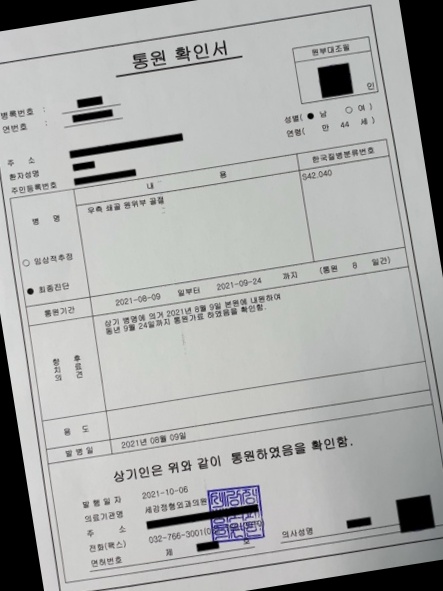 통원 확인서
원부대조필
인
병록번호 :
연번호 :
성별( ● 남 ○ 여 )
연령( 만 44 세 )
주 소
환자성명
주민등록번호
내 용
한국질병분류번호
병 명
우측 쇄골 원위부 골절
S42.040
○ 임상적추정
● 최종진단
통원기간
2021-08-09 일부터 2021-09-24 까지 (통원 8 일간)
상기 병명에 의거 2021년 8월 9일 본원에 내원하여
동년 9월 24일까지 통원가료 하였음을 확인함.
향 후
치 료
의 견
용 도
발 병 일
2021년 08월 09일
상기인은 위와 같이 통원하였음을 확인함.
발 행 일 자
2021-10-06
의료기관명
세강정형외과의원
주 소
전화(팩스)
032-766-3001
면허번호
제 호
의사성명